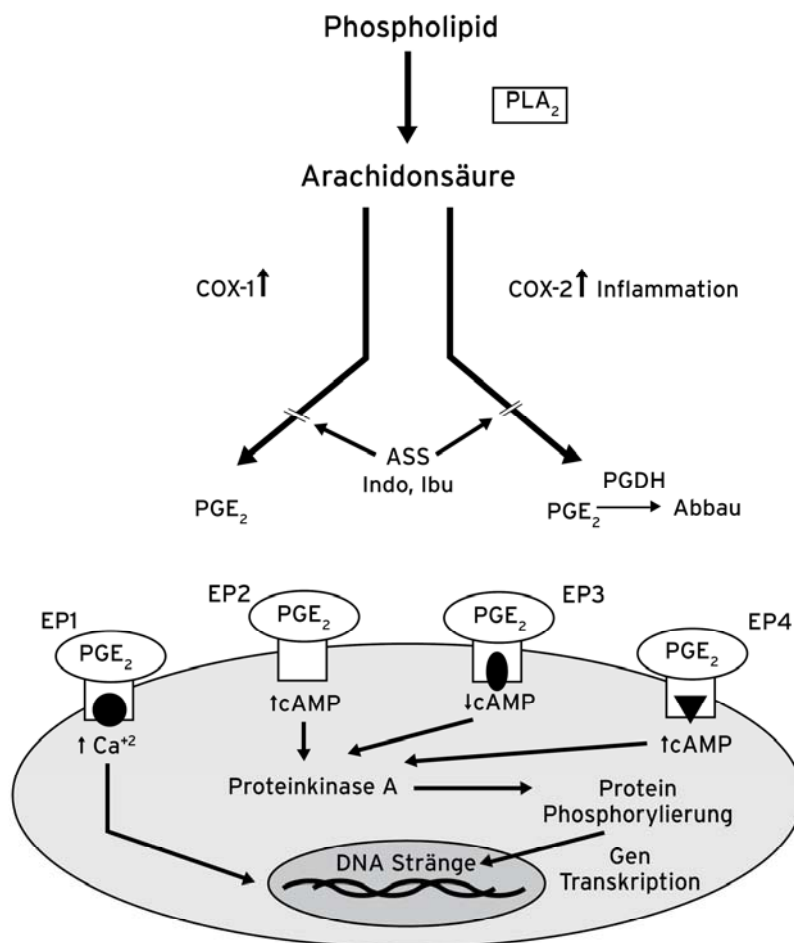 Phospholipid
PLA₂
Arachidonsäure
COX-1↑
COX-2↑ Inflammation
ASS
Indo, Ibu
PGE₂
PGDH
PGE₂ → Abbau
EP1
PGE₂
EP2
PGE₂
PGE₂
EP3
PGE₂
EP4
↑ Ca⁺²
↑cAMP
↓cAMP
↑cAMP
Proteinkinase A
Protein
Phosphorylierung
DNA Stränge
Gen
Transkription